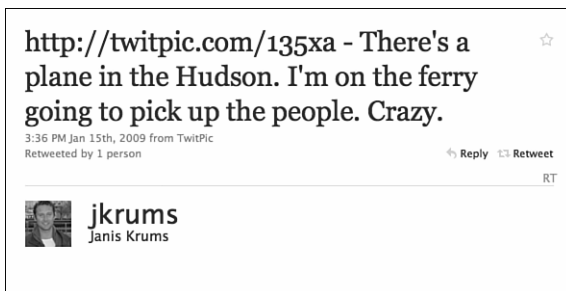 http://twitpic.com/135xa - There's a
plane in the Hudson. I'm on the ferry
going to pick up the people. Crazy.
3:36 PM Jan 15th, 2009 from TwitPic
Retweeted by 1 person
Reply Retweet
RT
jkrums
Janis Krums